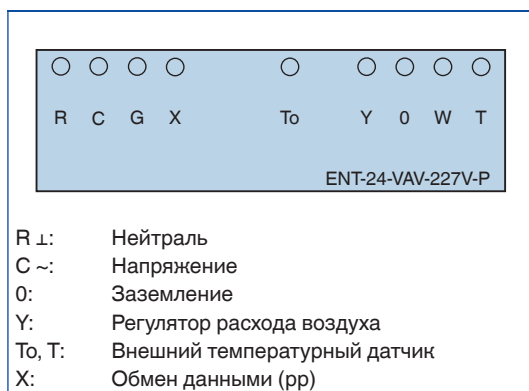 R C G X To Y 0 W T
ENT-24-VAV-227V-P
R ⊥: Нейтраль
C ~: Напряжение
0: Заземление
Y: Регулятор расхода воздуха
To, T: Внешний температурный датчик
X: Обмен данными (pp)